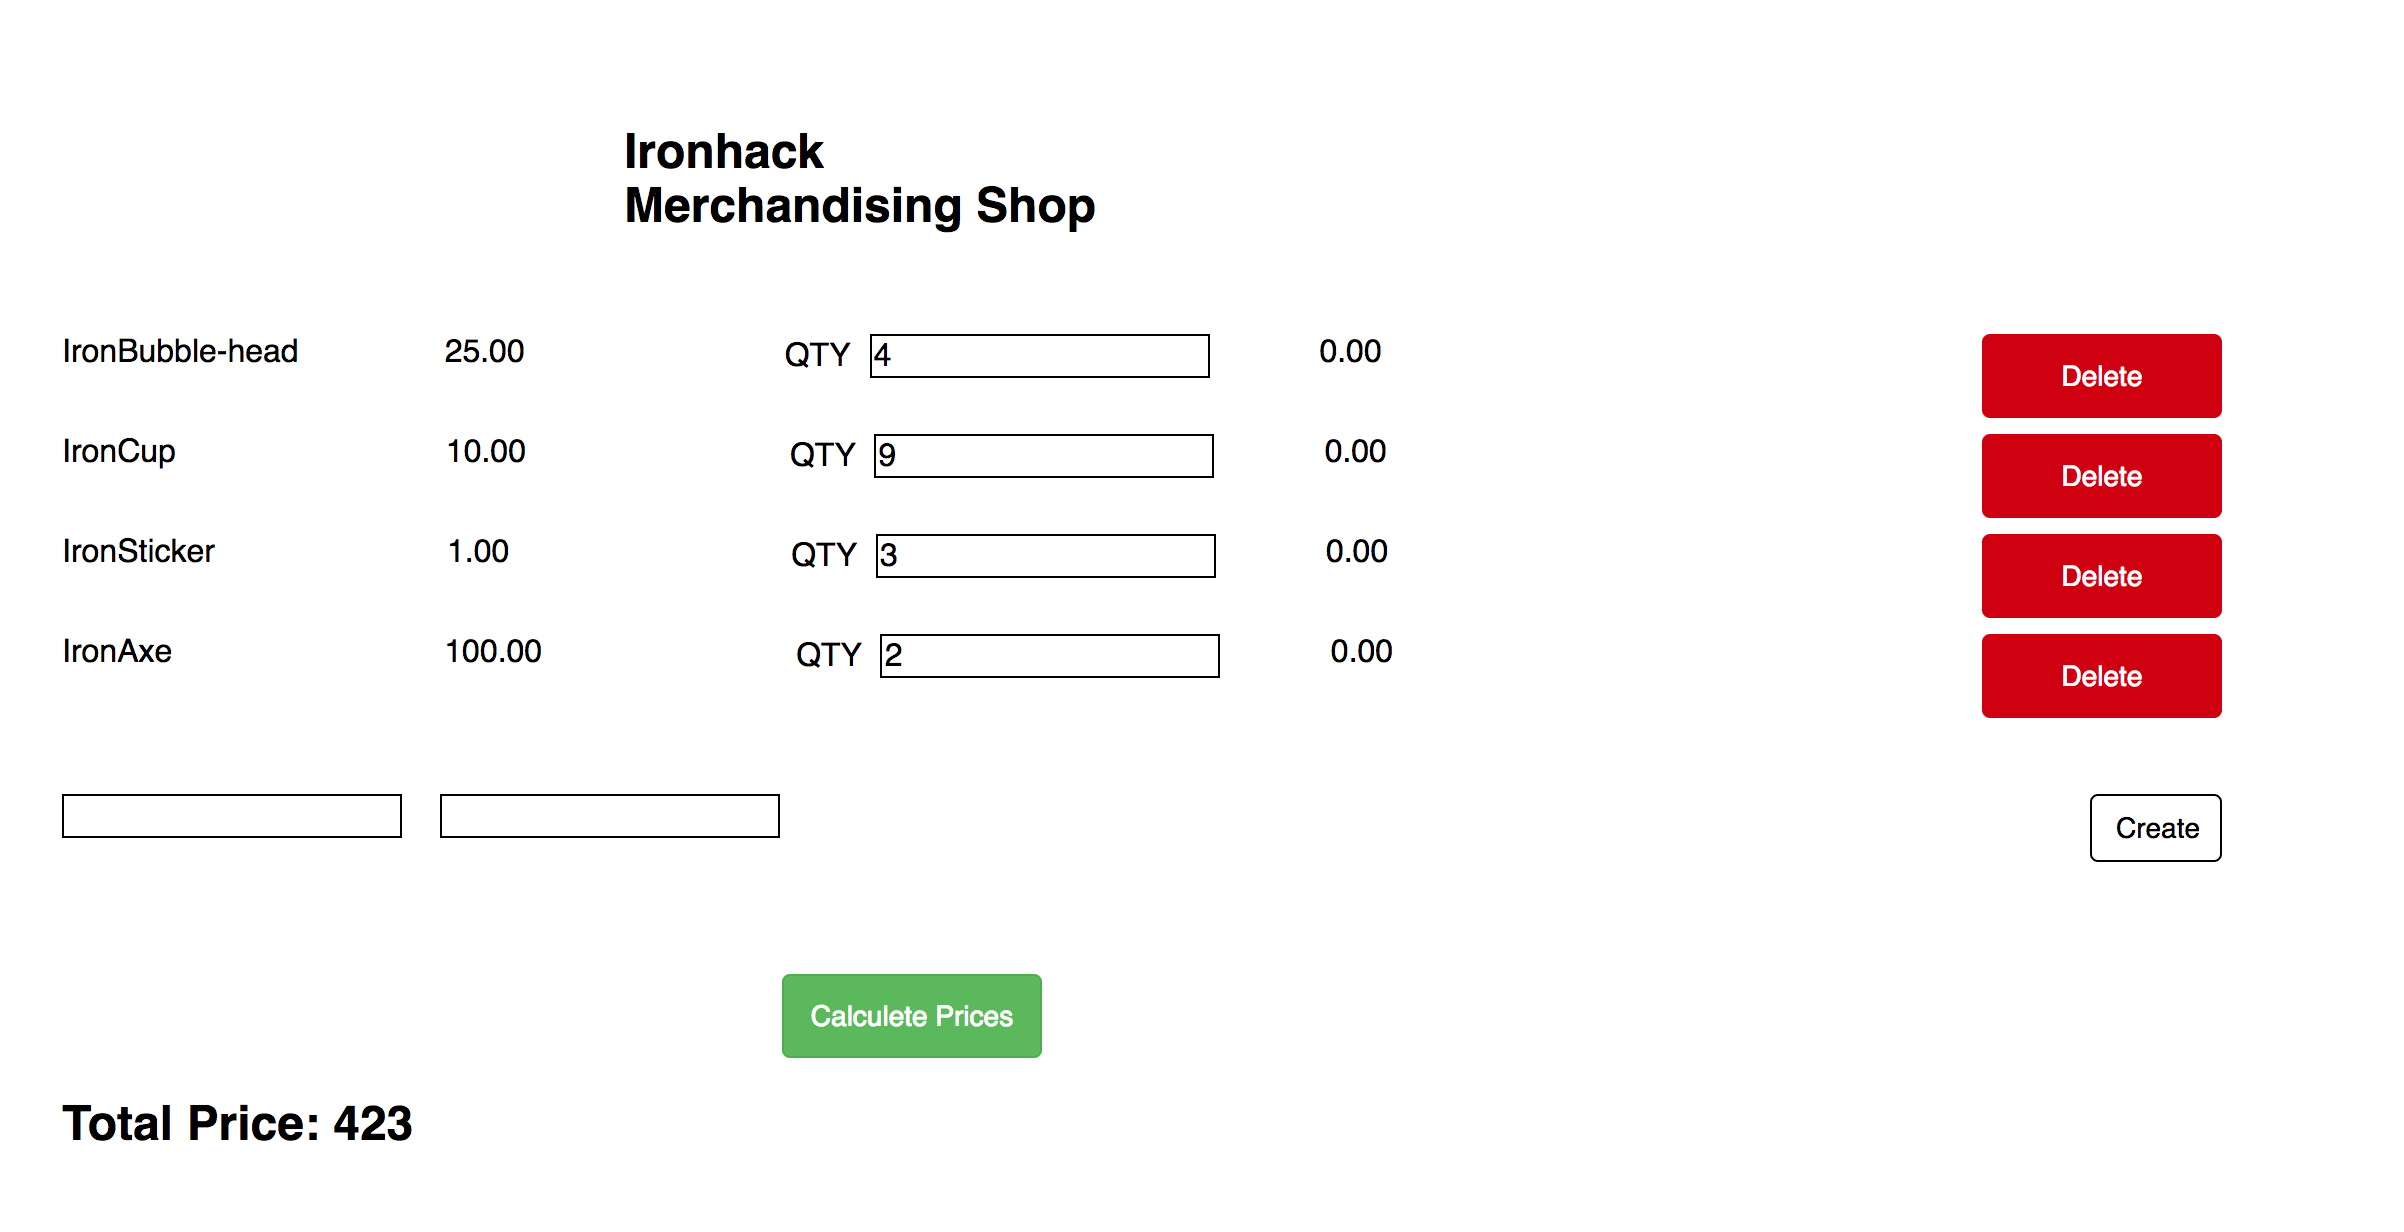 Ironhack
Merchandising Shop
IronBubble-head 25.00 QTY 4 0.00 Delete
IronCup 10.00 QTY 9 0.00 Delete
IronSticker 1.00 QTY 3 0.00 Delete
IronAxe 100.00 QTY 2 0.00 Delete
Create
Calculete Prices
Total Price: 423